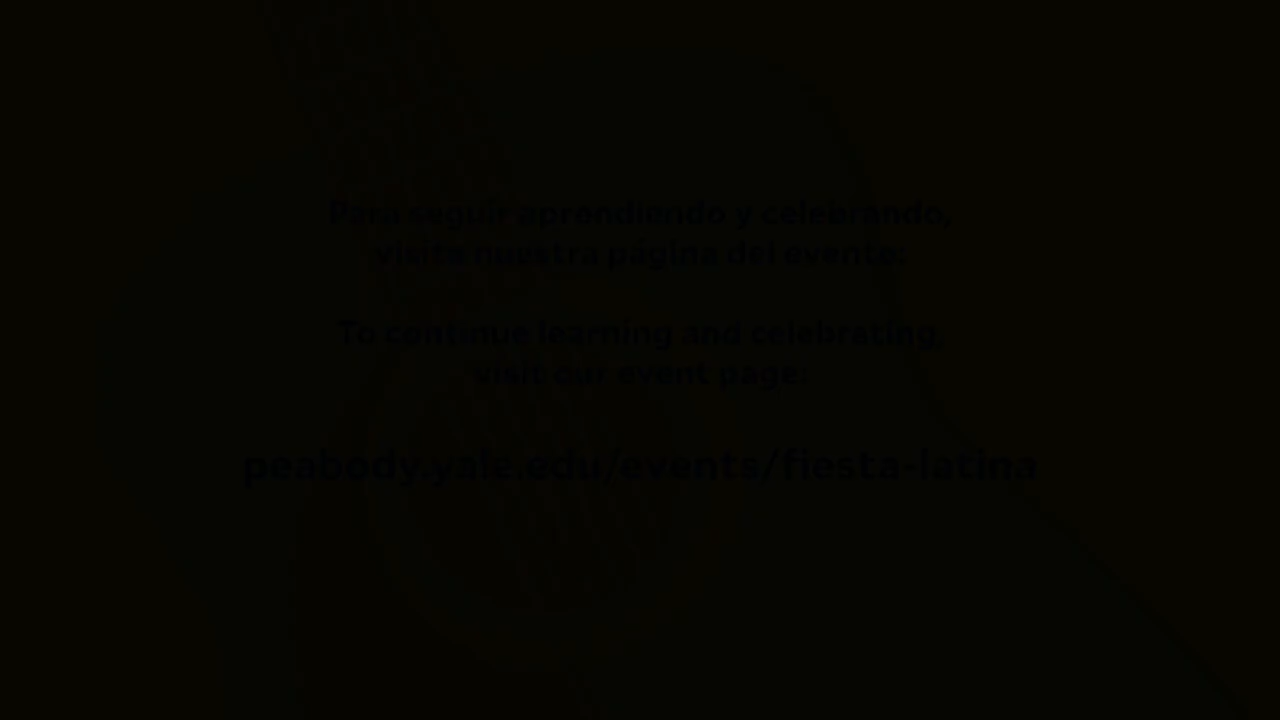 Para seguir aprendiendo y celebrando,
visite nuestra página del evento:
To continue learning and celebrating,
visit our event page:
peabody.yale.edu/events/fiesta-latina